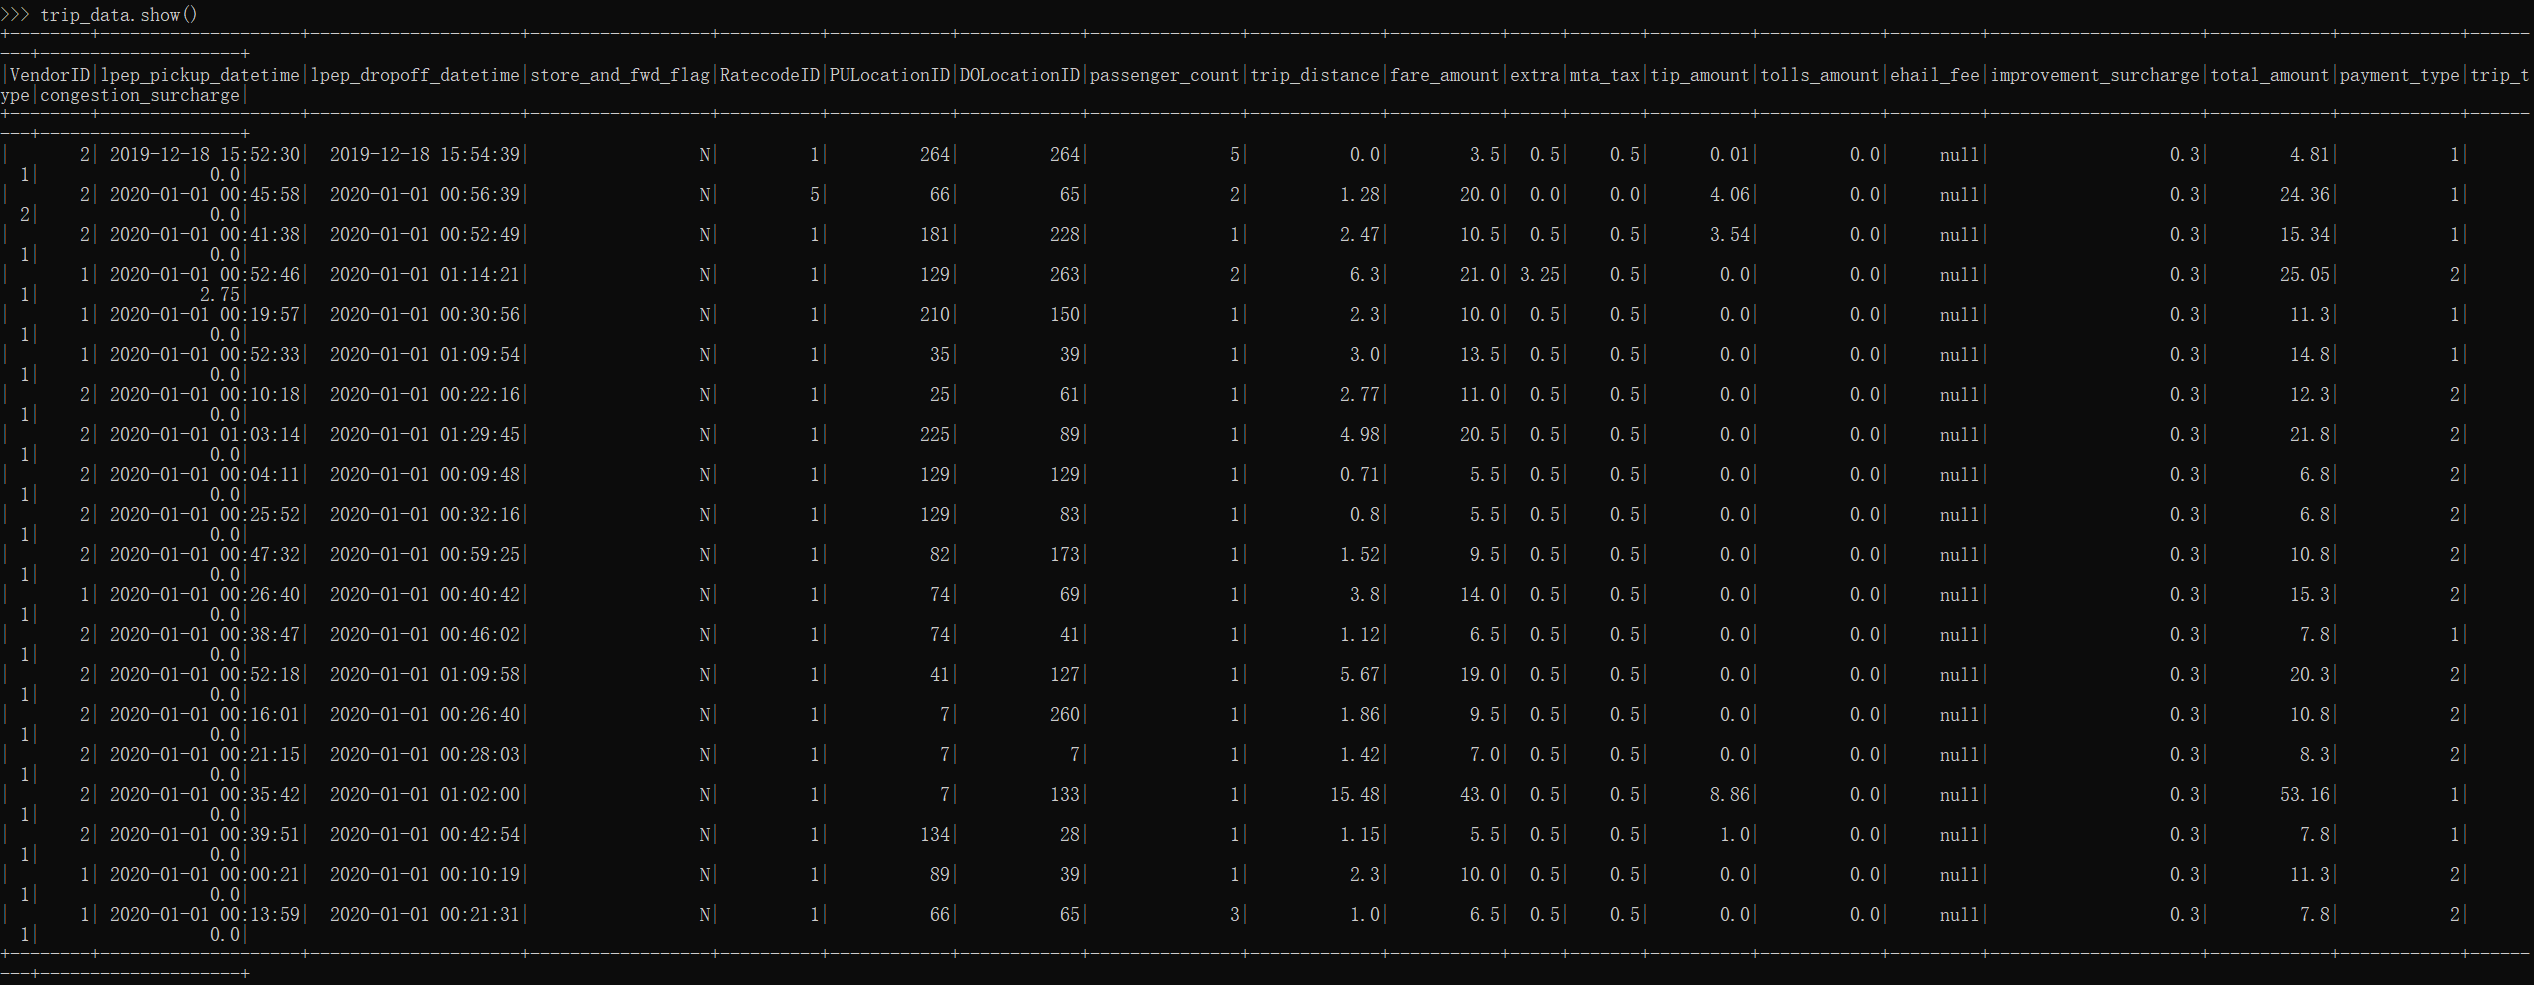 >>> trip_data.show()
+--------+--------------------+---------------------+------------------+----------+------------+------------+---------------+-------------+-----------+-----+-------+----------+------------+---------+---------------------+------------+------------+------
---+--------------------+
|VendorID|lpep_pickup_datetime|lpep_dropoff_datetime|store_and_fwd_flag|RatecodeID|PULocationID|DOLocationID|passenger_count|trip_distance|fare_amount|extra|mta_tax|tip_amount|tolls_amount|ehail_fee|improvement_surcharge|total_amount|payment_type|trip_t
ype|congestion_surcharge|
+--------+--------------------+---------------------+------------------+----------+------------+------------+---------------+-------------+-----------+-----+-------+----------+------------+---------+---------------------+------------+------------+------
---+--------------------+
|       2| 2019-12-18 15:52:30|  2019-12-18 15:54:39|                 N|         1|         264|         264|              5|          0.0|        3.5|  0.5|    0.5|      0.01|         0.0|     null|                  0.3|        4.81|           1|
  1|                 0.0|
|       2| 2020-01-01 00:45:58|  2020-01-01 00:56:39|                 N|         5|          66|          65|              2|         1.28|       20.0|  0.0|    0.0|      4.06|         0.0|     null|                  0.3|       24.36|           1|
  2|                 0.0|
|       2| 2020-01-01 00:41:38|  2020-01-01 00:52:49|                 N|         1|         181|         228|              1|         2.47|       10.5|  0.5|    0.5|      3.54|         0.0|     null|                  0.3|       15.34|           1|
  1|                 0.0|
|       1| 2020-01-01 00:52:46|  2020-01-01 01:14:21|                 N|         1|         129|         263|              2|          6.3|       21.0| 3.25|    0.5|       0.0|         0.0|     null|                  0.3|       25.05|           2|
  1|                2.75|
|       1| 2020-01-01 00:19:57|  2020-01-01 00:30:56|                 N|         1|         210|         150|              1|          2.3|       10.0|  0.5|    0.5|       0.0|         0.0|     null|                  0.3|        11.3|           1|
  1|                 0.0|
|       1| 2020-01-01 00:52:33|  2020-01-01 01:09:54|                 N|         1|          35|          39|              1|          3.0|       13.5|  0.5|    0.5|       0.0|         0.0|     null|                  0.3|        14.8|           1|
  1|                 0.0|
|       2| 2020-01-01 00:10:18|  2020-01-01 00:22:16|                 N|         1|          25|          61|              1|         2.77|       11.0|  0.5|    0.5|       0.0|         0.0|     null|                  0.3|        12.3|           2|
  1|                 0.0|
|       2| 2020-01-01 01:03:14|  2020-01-01 01:29:45|                 N|         1|         225|          89|              1|         4.98|       20.5|  0.5|    0.5|       0.0|         0.0|     null|                  0.3|        21.8|           2|
  1|                 0.0|
|       2| 2020-01-01 00:04:11|  2020-01-01 00:09:48|                 N|         1|         129|         129|              1|         0.71|        5.5|  0.5|    0.5|       0.0|         0.0|     null|                  0.3|         6.8|           2|
  1|                 0.0|
|       2| 2020-01-01 00:25:52|  2020-01-01 00:32:16|                 N|         1|         129|          83|              1|          0.8|        5.5|  0.5|    0.5|       0.0|         0.0|     null|                  0.3|         6.8|           2|
  1|                 0.0|
|       2| 2020-01-01 00:47:32|  2020-01-01 00:59:25|                 N|         1|          82|         173|              1|         1.52|        9.5|  0.5|    0.5|       0.0|         0.0|     null|                  0.3|        10.8|           2|
  1|                 0.0|
|       1| 2020-01-01 00:26:40|  2020-01-01 00:40:42|                 N|         1|          74|          69|              1|          3.8|       14.0|  0.5|    0.5|       0.0|         0.0|     null|                  0.3|        15.3|           2|
  1|                 0.0|
|       2| 2020-01-01 00:38:47|  2020-01-01 00:46:02|                 N|         1|          74|          41|              1|         1.12|        6.5|  0.5|    0.5|       0.0|         0.0|     null|                  0.3|         7.8|           1|
  1|                 0.0|
|       2| 2020-01-01 00:52:18|  2020-01-01 01:09:58|                 N|         1|          41|         127|              1|         5.67|       19.0|  0.5|    0.5|       0.0|         0.0|     null|                  0.3|        20.3|           2|
  1|                 0.0|
|       2| 2020-01-01 00:16:01|  2020-01-01 00:26:40|                 N|         1|           7|         260|              1|         1.86|        9.5|  0.5|    0.5|       0.0|         0.0|     null|                  0.3|        10.8|           2|
  1|                 0.0|
|       2| 2020-01-01 00:21:15|  2020-01-01 00:28:03|                 N|         1|           7|           7|              1|         1.42|        7.0|  0.5|    0.5|       0.0|         0.0|     null|                  0.3|         8.3|           2|
  1|                 0.0|
|       2| 2020-01-01 00:35:42|  2020-01-01 01:02:00|                 N|         1|           7|         133|              1|        15.48|       43.0|  0.5|    0.5|      8.86|         0.0|     null|                  0.3|       53.16|           1|
  1|                 0.0|
|       2| 2020-01-01 00:39:51|  2020-01-01 00:42:54|                 N|         1|         134|          28|              1|         1.15|        5.5|  0.5|    0.5|       1.0|         0.0|     null|                  0.3|         7.8|           1|
  1|                 0.0|
|       1| 2020-01-01 00:00:21|  2020-01-01 00:10:19|                 N|         1|          89|          39|              1|          2.3|       10.0|  0.5|    0.5|       0.0|         0.0|     null|                  0.3|        11.3|           2|
  1|                 0.0|
|       1| 2020-01-01 00:13:59|  2020-01-01 00:21:31|                 N|         1|          66|          65|              3|          1.0|        6.5|  0.5|    0.5|       0.0|         0.0|     null|                  0.3|         7.8|           2|
  1|                 0.0|
+--------+--------------------+---------------------+------------------+----------+------------+------------+---------------+-------------+-----------+-----+-------+----------+------------+---------+---------------------+------------+------------+------
---+--------------------+